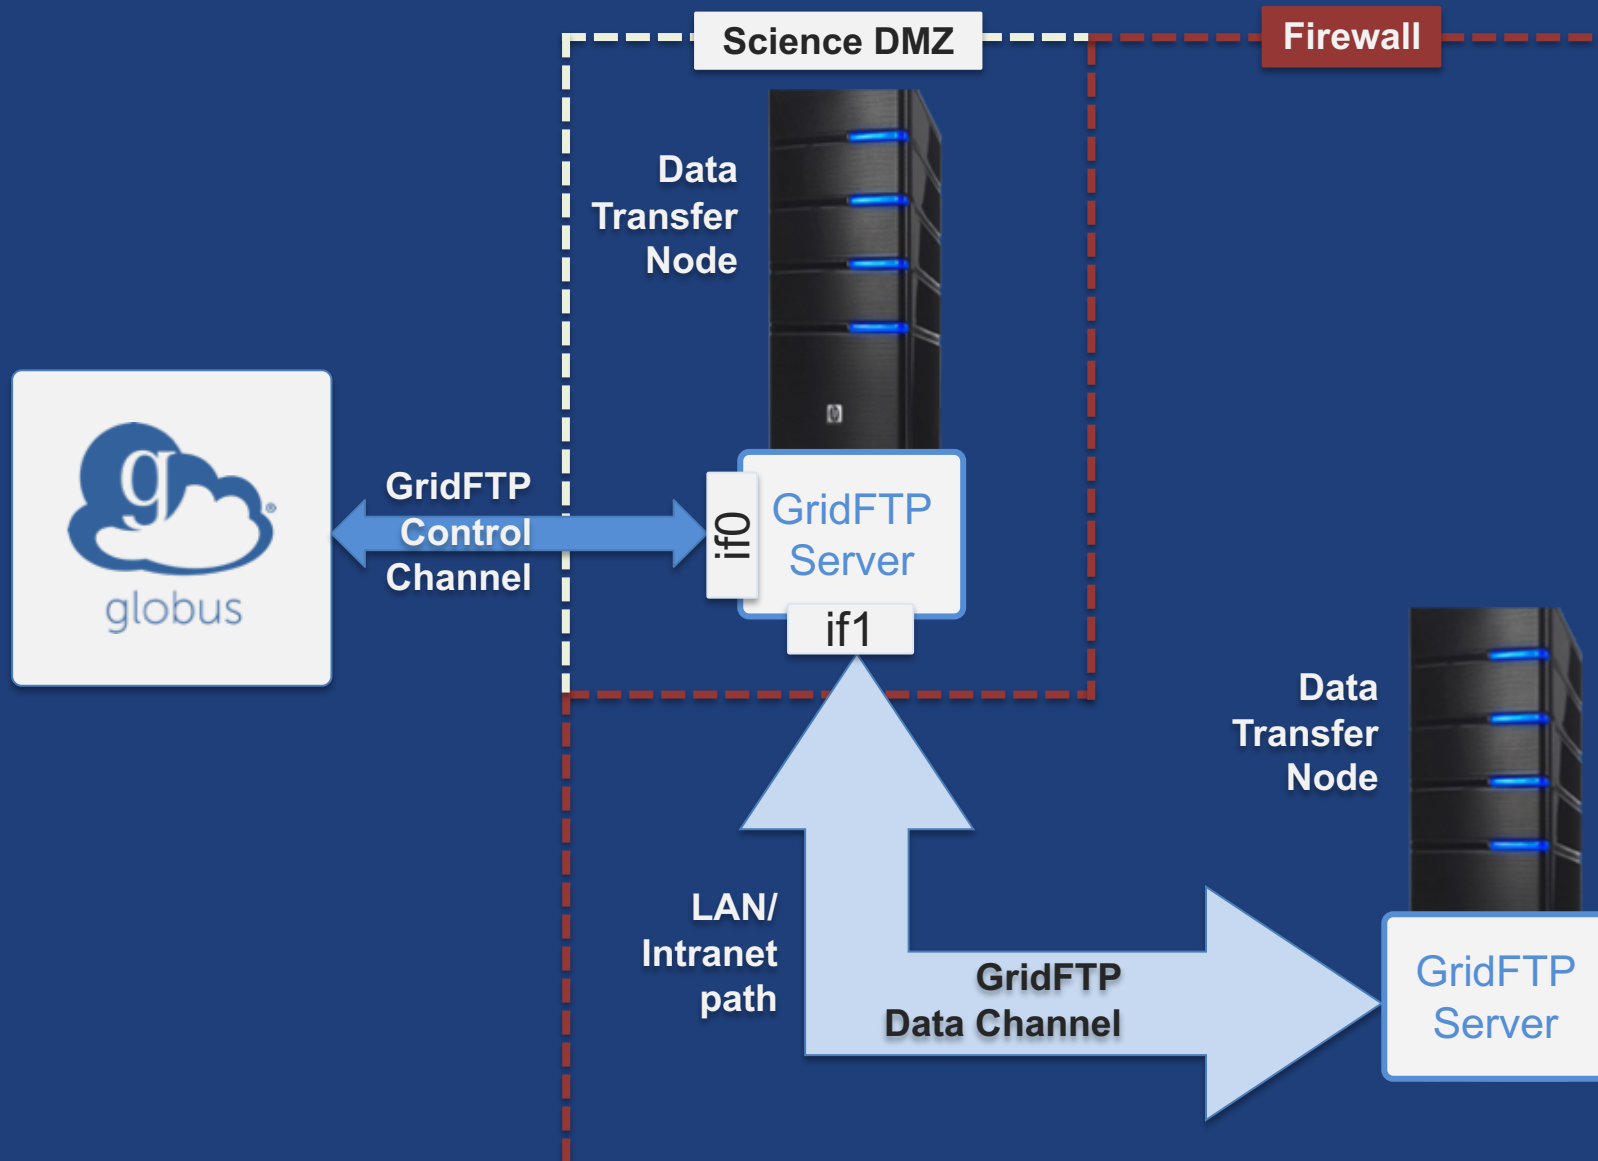 Science DMZ
Firewall
Data
Transfer
Node
g
®
globus
GridFTP
Control
Channel
if0
GridFTP
Server
if1
Data
Transfer
Node
LAN/
Intranet
path
GridFTP
Data Channel
GridFTP
Server